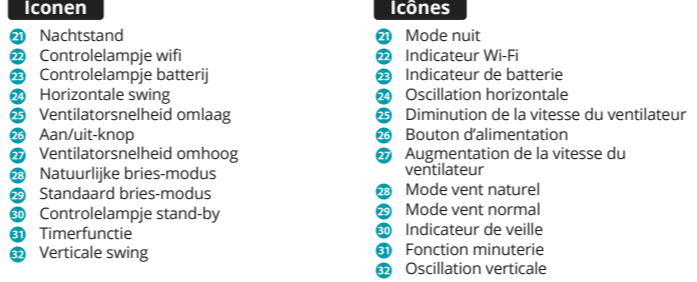 Iconen
21 Nachtstand
22 Controlelampje wifi
23 Controlelampje batterij
24 Horizontale swing
25 Ventilatorsnelheid omlaag
26 Aan/uit-knop
27 Ventilatorsnelheid omhoog
28 Natuurlijke bries-modus
29 Standaard bries-modus
30 Controlelampje stand-by
31 Timerfunctie
32 Verticale swing
Icônes
21 Mode nuit
22 Indicateur Wi-Fi
23 Indicateur de batterie
24 Oscillation horizontale
25 Diminution de la vitesse du ventilateur
26 Bouton d’alimentation
27 Augmentation de la vitesse du
ventilateur
28 Mode vent naturel
29 Mode vent normal
30 Indicateur de veille
31 Fonction minuterie
32 Oscillation verticale